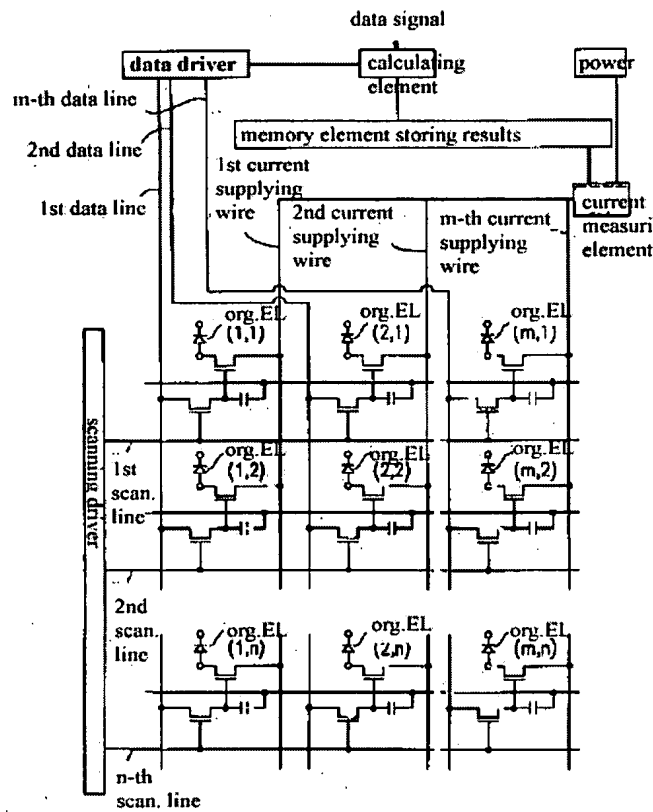 data signal
data driver
calculating
element
power
m-th data line
memory element storing results
2nd data line
1st data line
1st current
supplying
wire
2nd current
supplying
wire
m-th current
supplying
wire
current
measuri
element
org.EL
(1,1)
org.EL
(2,1)
org.EL
(m,1)
scanning driver
1st
scan.
line
org.EL
(1,2)
org.EL
(2,2)
org.EL
(m,2)
2nd
scan.
line
org.EL
(1,n)
org.EL
(2,n)
org.EL
(m,n)
n-th
scan. line